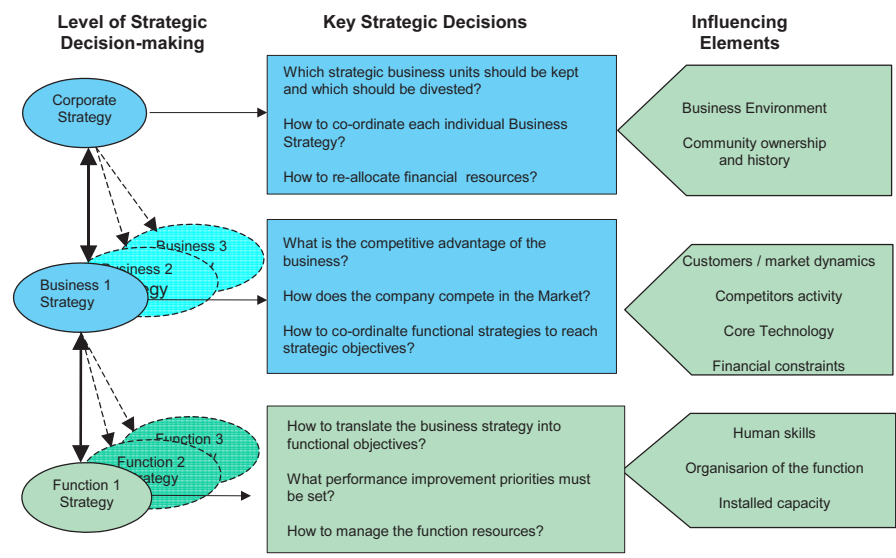 Level of Strategic
Decision-making
Key Strategic Decisions
Influencing
Elements
Corporate
Strategy
Which strategic business units should be kept
and which should be divested?
How to co-ordinate each individual Business
Strategy?
How to re-allocate financial resources?
Business Environment
Community ownership
and history
Business 3
Business 2
Business 1
Strategy
What is the competitive advantage of the
business?
How does the company compete in the Market?
How to co-ordinalte functional strategies to reach
strategic objectives?
Customers / market dynamics
Competitors activity
Core Technology
Financial constraints
Function 3
Function 2
Function 1
Strategy
How to translate the business strategy into
functional objectives?
What performance improvement priorities must
be set?
How to manage the function resources?
Human skills
Organisarion of the function
Installed capacity